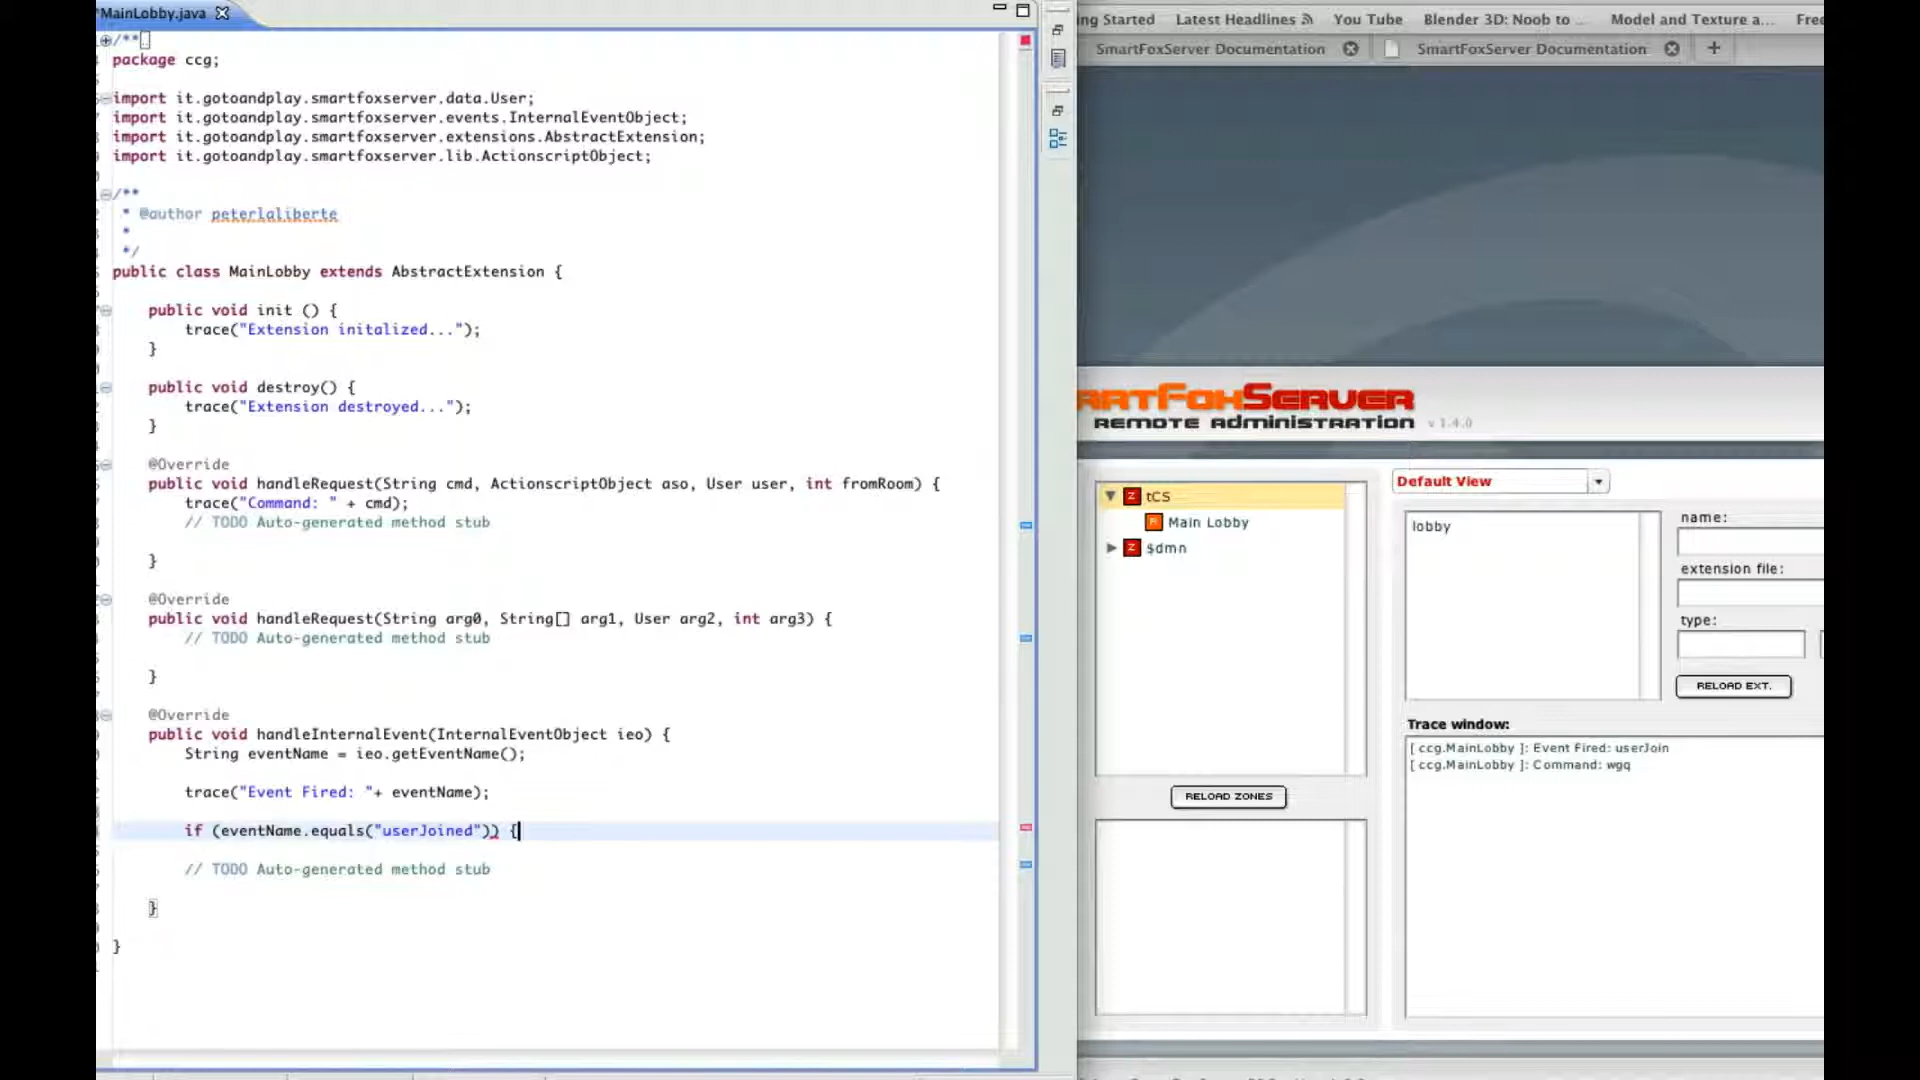 MainLobby.java
/**
package ccg;
import it.gotoandplay.smartfoxserver.data.User;
import it.gotoandplay.smartfoxserver.events.InternalEventObject;
import it.gotoandplay.smartfoxserver.extensions.AbstractExtension;
import it.gotoandplay.smartfoxserver.lib.ActionscriptObject;
/**
* @author peterlaliberte
*
*/
public class MainLobby extends AbstractExtension {
public void init () {
trace("Extension initalized...");
}
public void destroy() {
trace("Extension destroyed...");
}
@Override
public void handleRequest(String cmd, ActionscriptObject aso, User user, int fromRoom) {
trace("Command: " + cmd);
// TODO Auto-generated method stub
}
@Override
public void handleRequest(String arg0, String[] arg1, User arg2, int arg3) {
// TODO Auto-generated method stub
}
@Override
public void handleInternalEvent(InternalEventObject ieo) {
String eventName = ieo.getEventName();
trace("Event Fired: "+ eventName);
if (eventName.equals("userJoined")) {
// TODO Auto-generated method stub
}
}
ng Started Latest Headlines You Tube Blender 3D: Noob to ... Model and Texture a... Free
SmartFoxServer Documentation SmartFoxServer Documentation +
artFoxServer
Remote Administration v 1.4.0
Z tCS
R Main Lobby
Z $dmn
RELOAD ZONES
Default View
lobby
name:
extension file:
type:
RELOAD EXT.
Trace window:
[ ccg.MainLobby ]: Event Fired: userJoin
[ ccg.MainLobby ]: Command: wgq